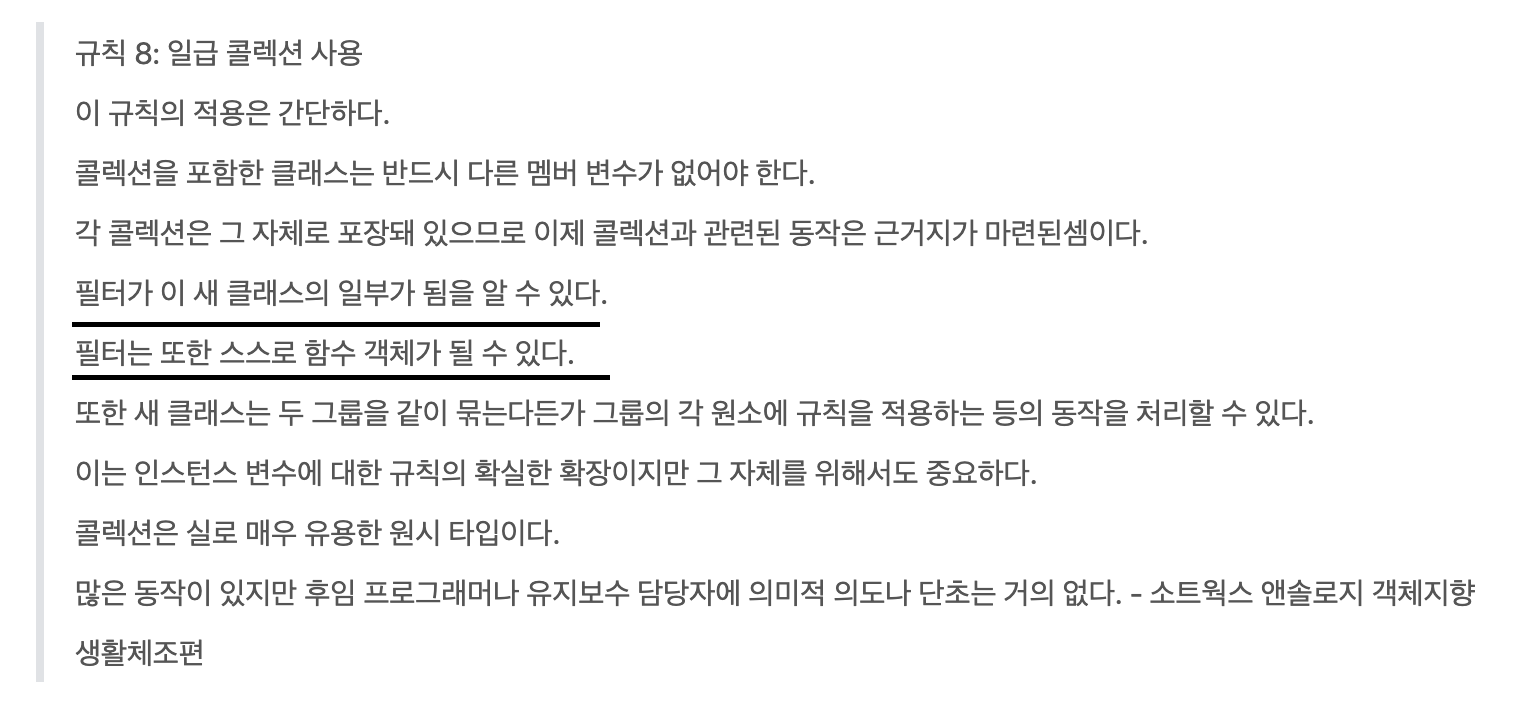 규칙 8: 일급 콜렉션 사용
이 규칙의 적용은 간단하다.
콜렉션을 포함한 클래스는 반드시 다른 멤버 변수가 없어야 한다.
각 콜렉션은 그 자체로 포장돼 있으므로 이제 콜렉션과 관련된 동작은 근거지가 마련된셈이다.
필터가 이 새 클래스의 일부가 됨을 알 수 있다.
필터는 또한 스스로 함수 객체가 될 수 있다.
또한 새 클래스는 두 그룹을 같이 묶는다든가 그룹의 각 원소에 규칙을 적용하는 등의 동작을 처리할 수 있다.
이는 인스턴스 변수에 대한 규칙의 확실한 확장이지만 그 자체를 위해서도 중요하다.
콜렉션은 실로 매우 유용한 원시 타입이다.
많은 동작이 있지만 후임 프로그래머나 유지보수 담당자에 의미적 의도나 단초는 거의 없다. - 소트웍스 앤솔로지 객체지향
생활체조편